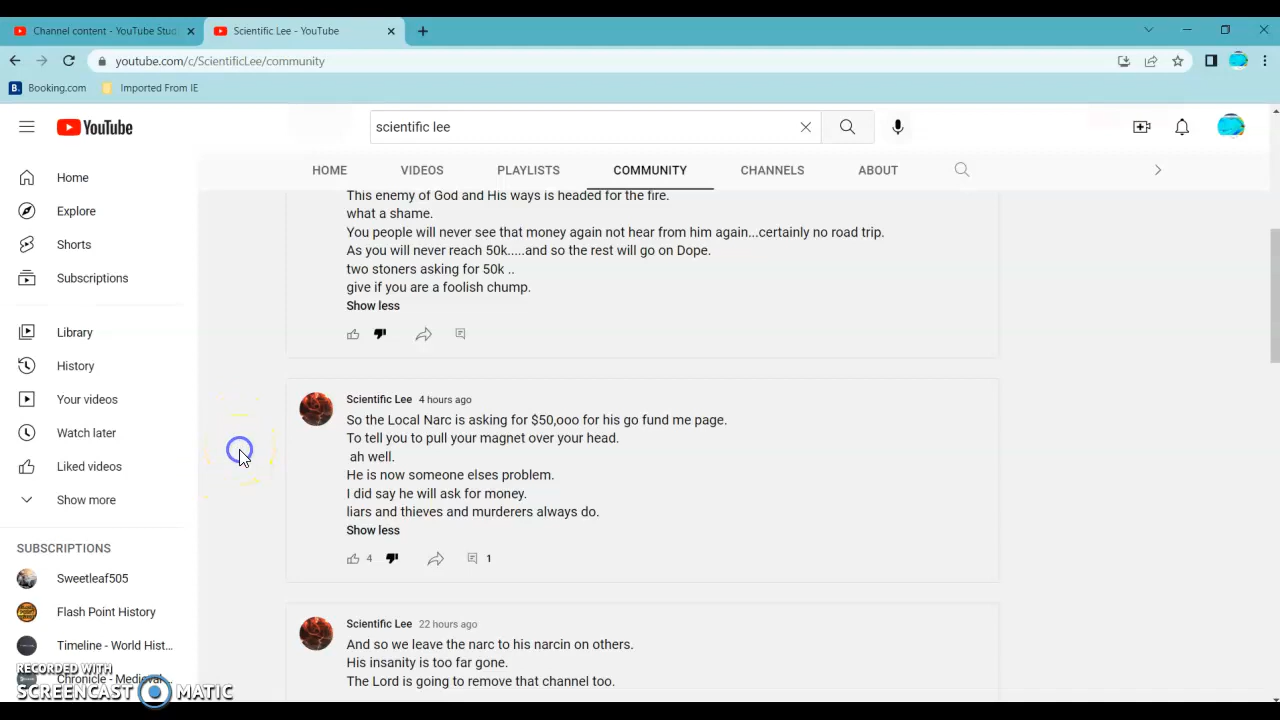 Channel content - YouTube Stud
Scientific Lee - YouTube
youtube.com/c/ScientificLee/community
Booking.com
Imported From IE
YouTube
scientific lee
HOME
VIDEOS
PLAYLISTS
COMMUNITY
CHANNELS
ABOUT
Home
Explore
Shorts
Subscriptions
Library
History
Your videos
Watch later
Liked videos
Show more
SUBSCRIPTIONS
Sweetleaf505
Flash Point History
Timeline - World Hist...
Chronicle - Medieval...
This enemy of God and His ways is headed for the fire.
what a shame.
You people will never see that money again not hear from him again...certainly no road trip.
As you will never reach 50k.....and so the rest will go on Dope.
two stoners asking for 50k ..
give if you are a foolish chump.
Show less
Scientific Lee 4 hours ago
So the Local Narc is asking for $50,ooo for his go fund me page.
To tell you to pull your magnet over your head.
ah well.
He is now someone elses problem.
I did say he will ask for money.
liars and thieves and murderers always do.
Show less
4
1
Scientific Lee 22 hours ago
And so we leave the narc to his narcin on others.
His insanity is too far gone.
The Lord is going to remove that channel too.
RECORDED WITH
SCREENCAST MATIC